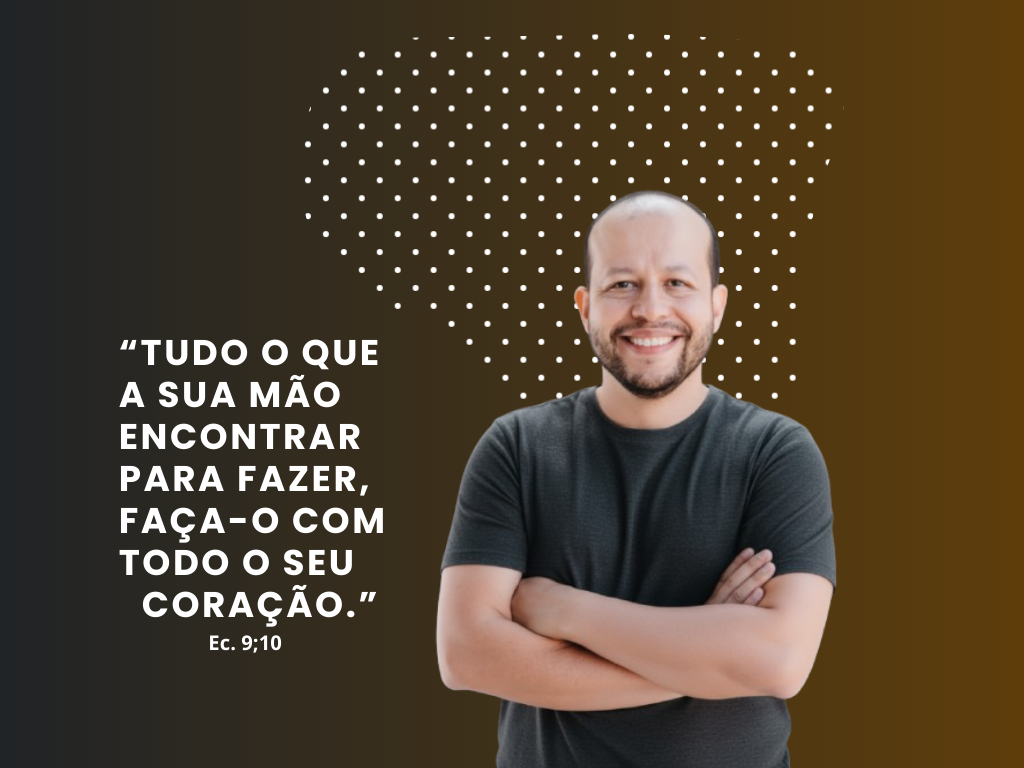 “TUDO O QUE
A SUA MÃO
ENCONTRAR
PARA FAZER,
FAÇA-O COM
TODO O SEU
CORAÇÃO.”
Ec. 9;10